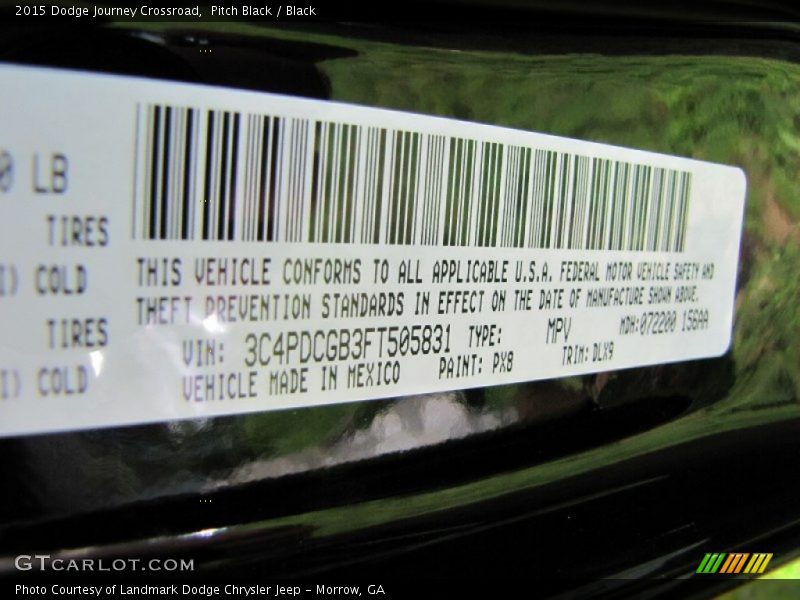 2015 Dodge Journey Crossroad, Pitch Black / Black
0 LB
TIRES
I) COLD
TIRES
I) COLD
THIS VEHICLE CONFORMS TO ALL APPLICABLE U.S.A. FEDERAL MOTOR VEHICLE SAFETY AND
THEFT PREVENTION STANDARDS IN EFFECT ON THE DATE OF MANUFACTURE SHOWN ABOVE.
VIN: 3C4PDCGB3FT505831 TYPE: MPV MDH:072200 156AA
VEHICLE MADE IN MEXICO PAINT: PX8 TRIM:DLX9
GTCARLOT.COM
Photo Courtesy of Landmark Dodge Chrysler Jeep – Morrow, GA